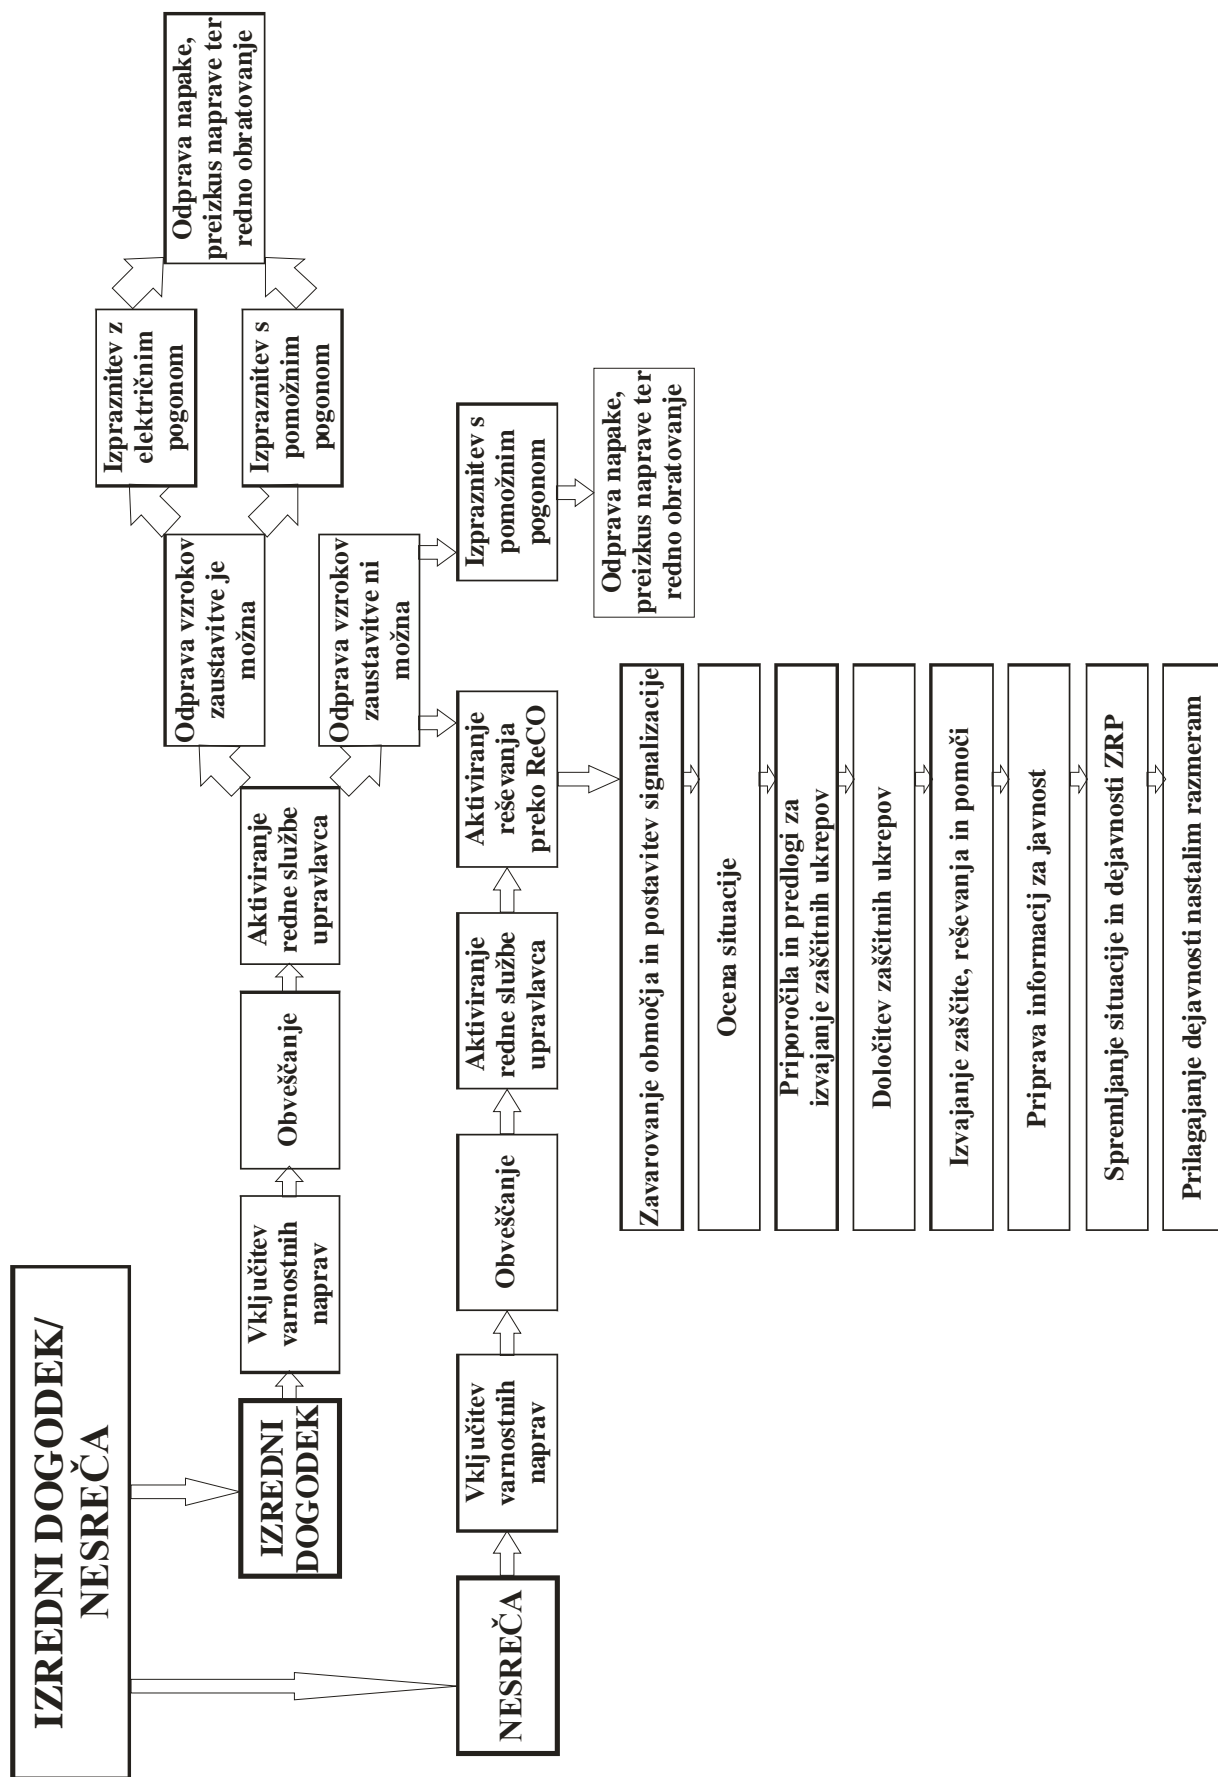 IZREDNI DOGODEK/
NESREČA
IZREDNI
DOGODEK
Vključitev
varnostnih
naprav
Obveščanje
Aktiviranje
redne službe
upravlavca
Odprava vzrokov
zaustavitve je
možna
Izpraznitev z
električnim
pogonom
Izpraznitev s
pomožnim
pogonom
Odprava napake,
preizkus naprave ter
redno obratovanje
Odprava vzrokov
zaustavitve ni
možna
Izpraznitev s
pomožnim
pogonom
Odprava napake,
preizkus naprave ter
redno obratovanje
NESREČA
Vključitev
varnostnih
naprav
Obveščanje
Aktiviranje
redne službe
upravlavca
Aktiviranje
reševanja
preko ReCO
Zavarovanje območja in postavitev signalizacije
Ocena situacije
Priporočila in predlogi za
izvajanje zaščitnih ukrepov
Določitev zaščitnih ukrepov
Izvajanje zaščite, reševanja in pomoči
Priprava informacij za javnost
Spremljanje situacije in dejavnosti ZRP
Prilagajanje dejavnosti nastalim razmeram